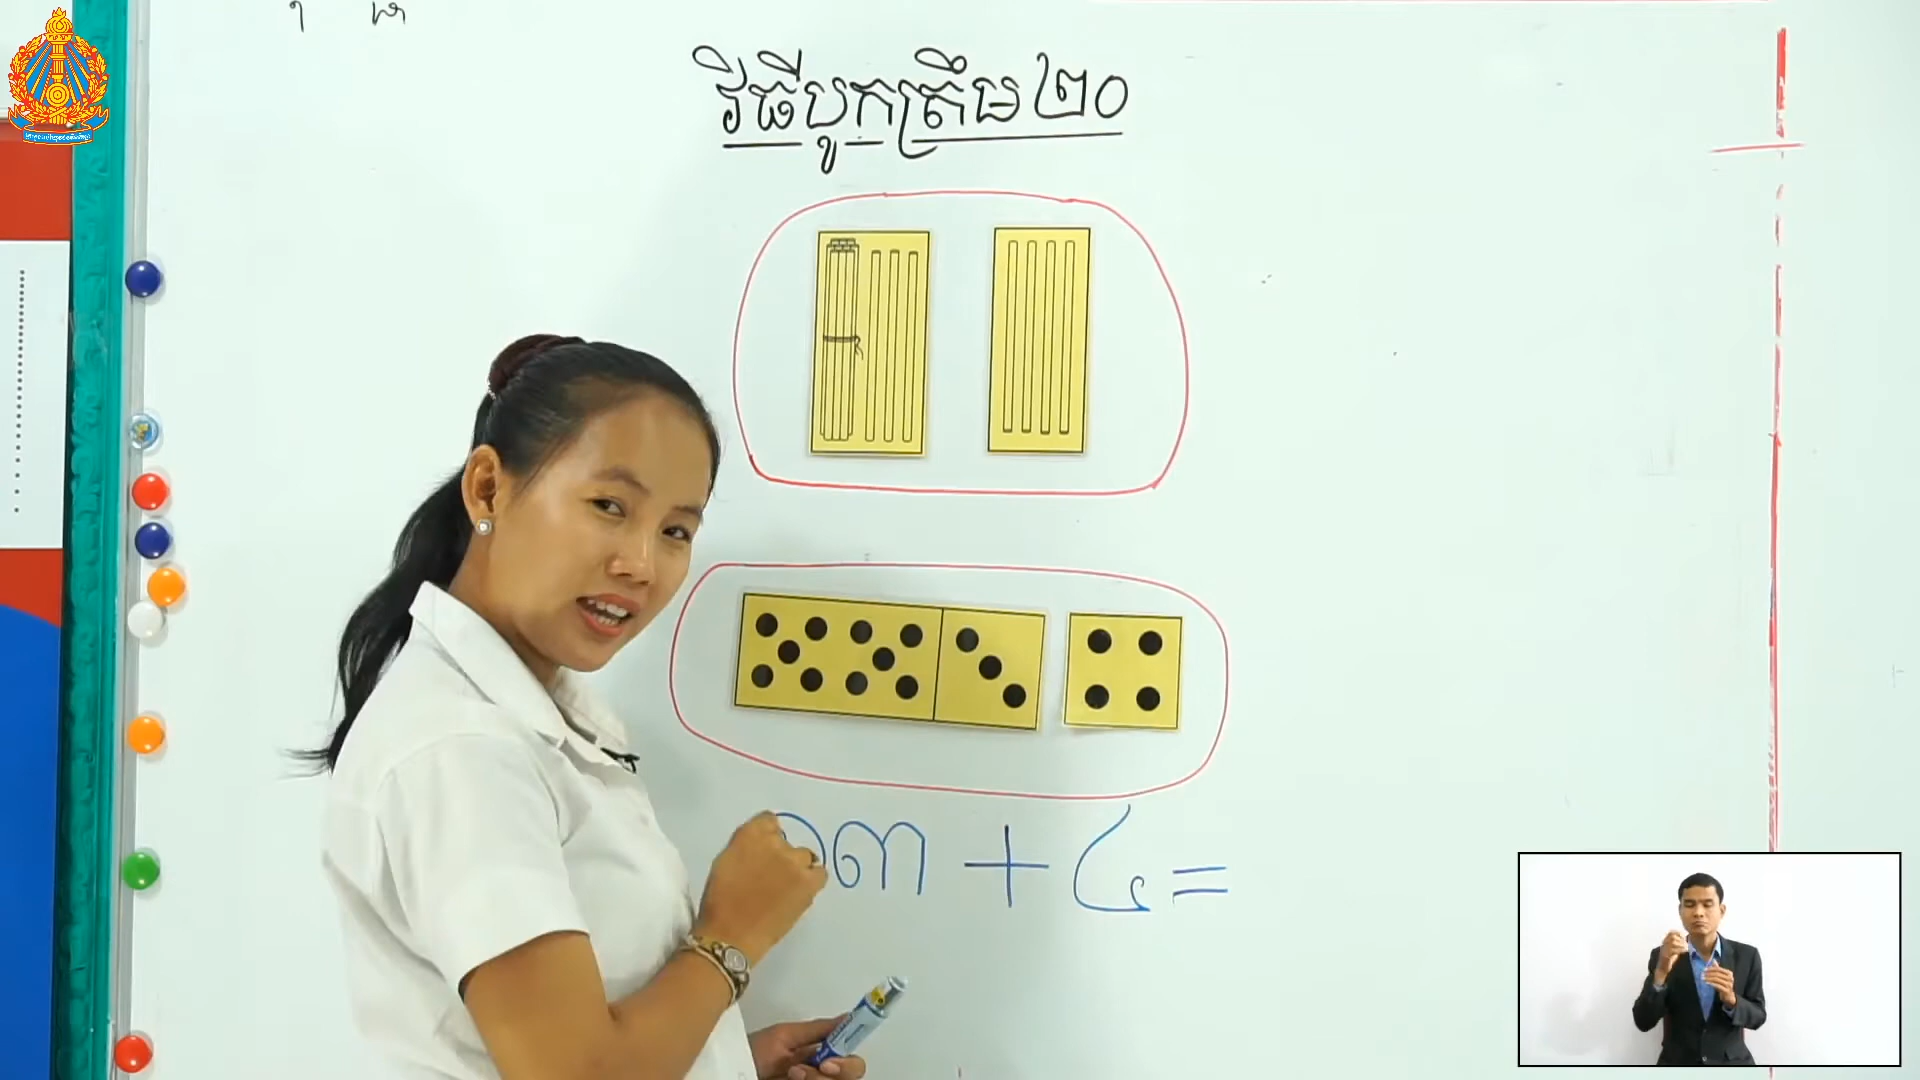 វិធីបូកត្រឹម ២០
១៣ + ៤ =